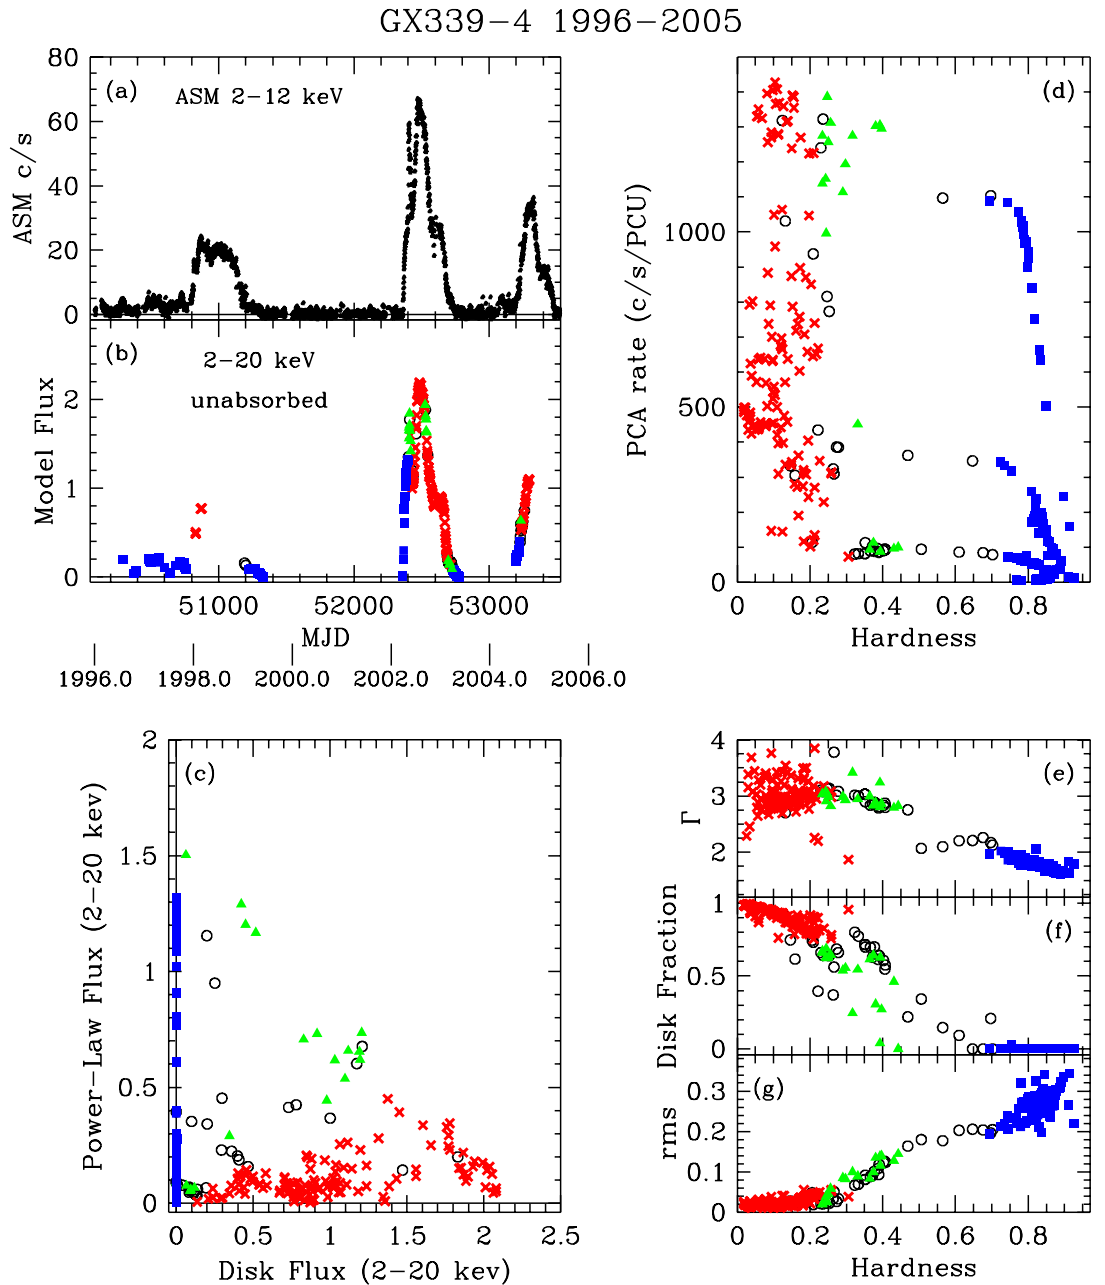 GX339-4 1996-2005
(a)
ASM 2-12 keV
ASM c/s
80
60
40
20
0
(b)
2-20 keV
unabsorbed
Model Flux
2
1
0
51000 52000 53000
MJD
1996.0 1998.0 2000.0 2002.0 2004.0 2006.0
(d)
PCA rate (c/s/PCU)
1000
500
0
0 0.2 0.4 0.6 0.8
Hardness
(c)
Power-Law Flux (2-20 kev)
2
1.5
1
0.5
0
0 0.5 1 1.5 2 2.5
Disk Flux (2-20 kev)
(e)
Γ
4
3
2
(f)
Disk Fraction
1
0.5
0
(g)
rms
0.3
0.2
0.1
0
0 0.2 0.4 0.6 0.8
Hardness